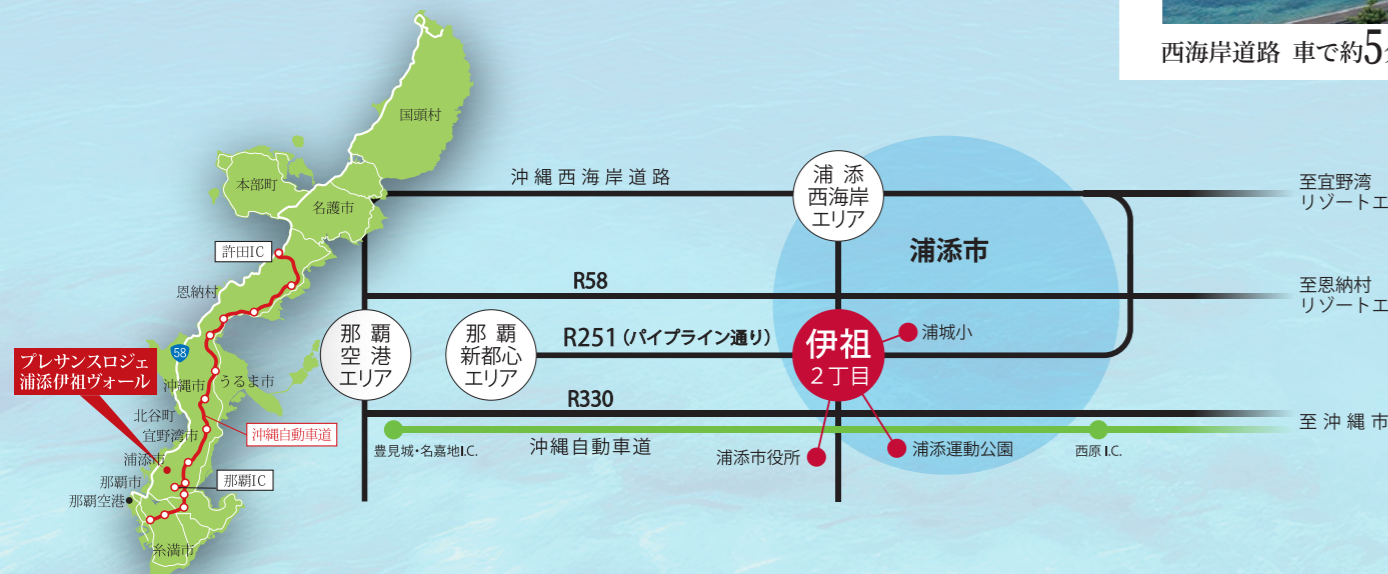 西海岸道路 車で約5分
国頭村
本部町
名護市
許田IC
恩納村
58
プレサンスロジェ
浦添伊祖ヴォール
沖縄市
うるま市
北谷町
宜野湾市
沖縄自動車道
浦添市
那覇市
那覇IC
那覇空港
糸満市
沖縄西海岸道路
浦添
西海岸
エリア
至宜野湾
リゾートエ
浦添市
R58
至恩納村
リゾートエ
那覇
空港
エリア
那覇
新都心
エリア
R251(パイプライン通り)
伊祖
2丁目
浦城小
R330
至沖縄市
豊見城・名嘉地I.C.
沖縄自動車道
浦添市役所
浦添運動公園
西原I.C.